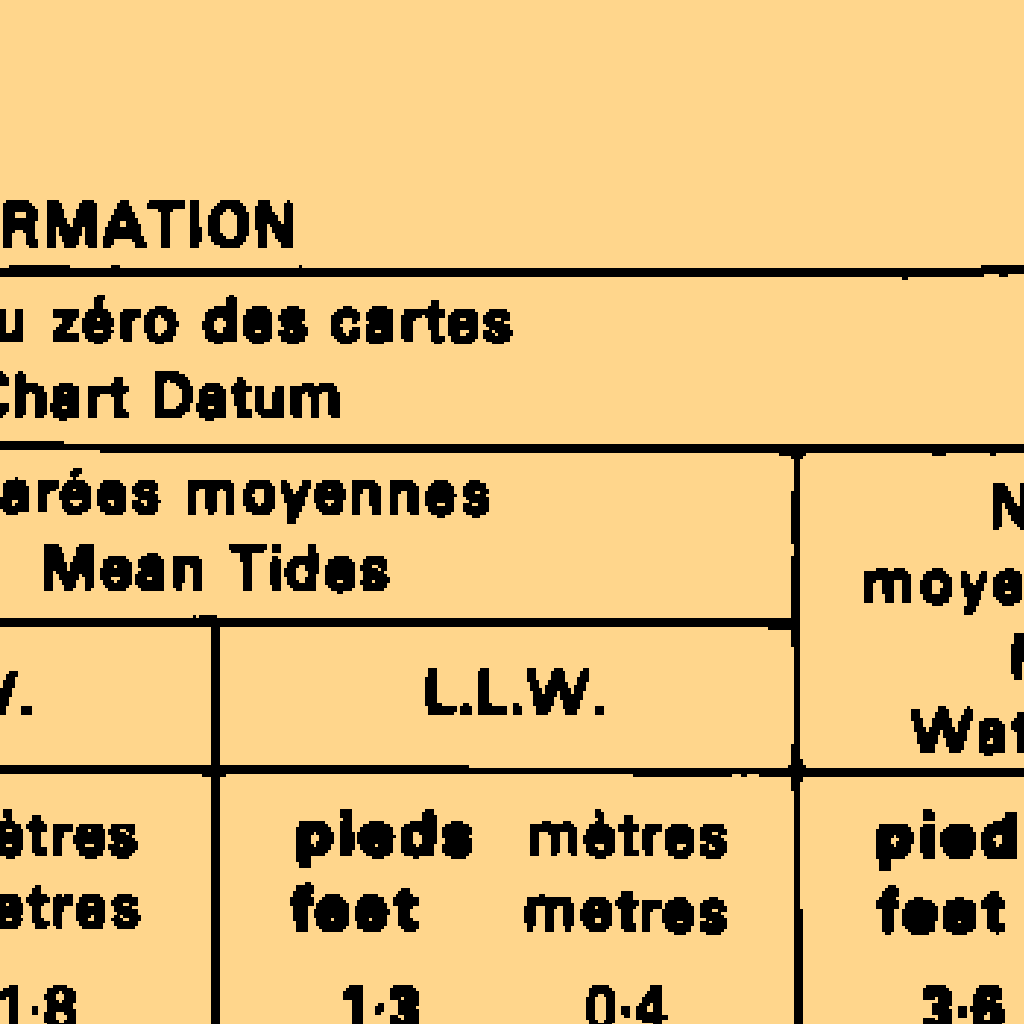 RMATION
u zéro des cartes
Chart Datum
arées moyennes
Mean Tides
W.
L.L.W.
N
moye
Wat
ètres pieds mètres pied
etres feet metres feet
1·8 1·3 0·4 3·6